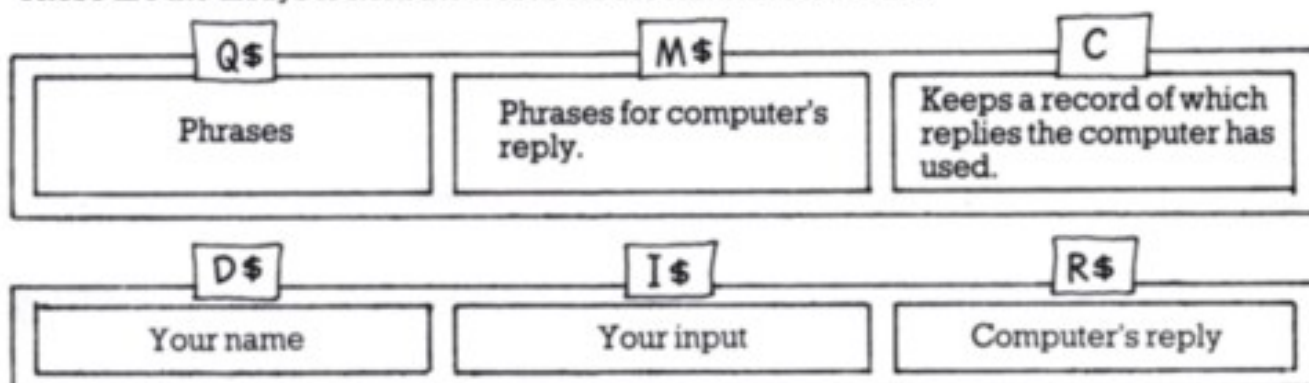 Q$ M$ C
Phrases
Phrases for computer's
reply.
Keeps a record of which
replies the computer has
used.
D$ I$ R$
Your name
Your input
Computer's reply